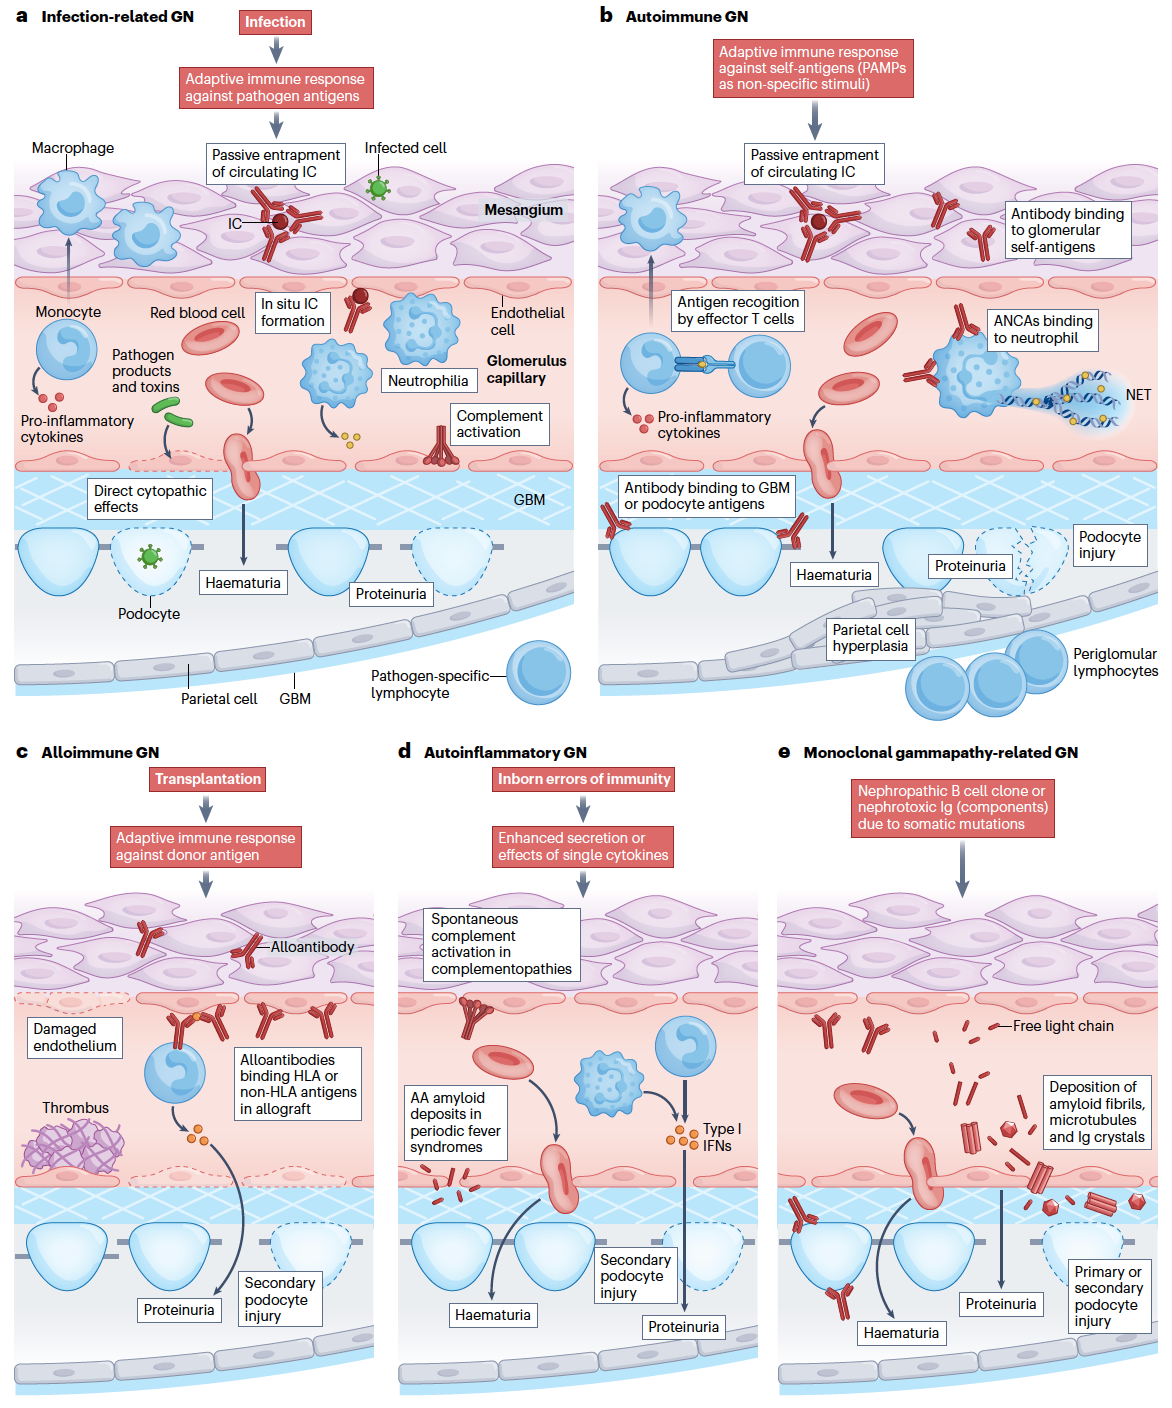 a Infection-related GN
Infection
Adaptive immune response
against pathogen antigens
Macrophage
Passive entrapment
of circulating IC
Infected cell
IC
Mesangium
Monocyte
Red blood cell
In situ IC
formation
Endothelial
cell
Pathogen
products
and toxins
Neutrophilia
Glomerulus
capillary
Pro-inflammatory
cytokines
Complement
activation
Direct cytopathic
effects
GBM
Haematuria
Proteinuria
Podocyte
Pathogen-specific
lymphocyte
Parietal cell
GBM
b Autoimmune GN
Adaptive immune response
against self-antigens (PAMPs
as non-specific stimuli)
Passive entrapment
of circulating IC
Antibody binding
to glomerular
self-antigens
Antigen recogition
by effector T cells
ANCAs binding
to neutrophil
NET
Pro-inflammatory
cytokines
Antibody binding to GBM
or podocyte antigens
Podocyte
injury
Haematuria
Proteinuria
Parietal cell
hyperplasia
Periglomular
lymphocytes
c Alloimmune GN
Transplantation
Adaptive immune response
against donor antigen
Alloantibody
Damaged
endothelium
Alloantibodies
binding HLA or
non-HLA antigens
in allograft
Thrombus
Proteinuria
Secondary
podocyte
injury
d Autoinflammatory GN
Inborn errors of immunity
Enhanced secretion or
effects of single cytokines
Spontaneous
complement
activation in
complementopathies
AA amyloid
deposits in
periodic fever
syndromes
Type I
IFNs
Secondary
podocyte
injury
Haematuria
Proteinuria
e Monoclonal gammapathy-related GN
Nephropathic B cell clone or
nephrotoxic Ig (components)
due to somatic mutations
Free light chain
Deposition of
amyloid fibrils,
microtubules
and Ig crystals
Primary or
secondary
podocyte
injury
Proteinuria
Haematuria